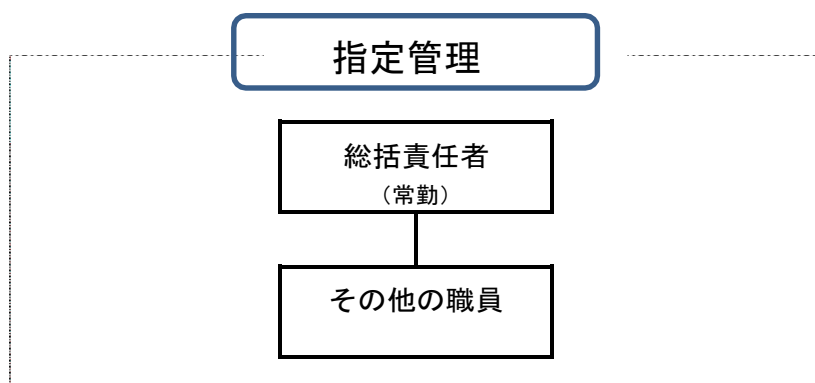 指定管理
総括責任者
（常勤）
その他の職員